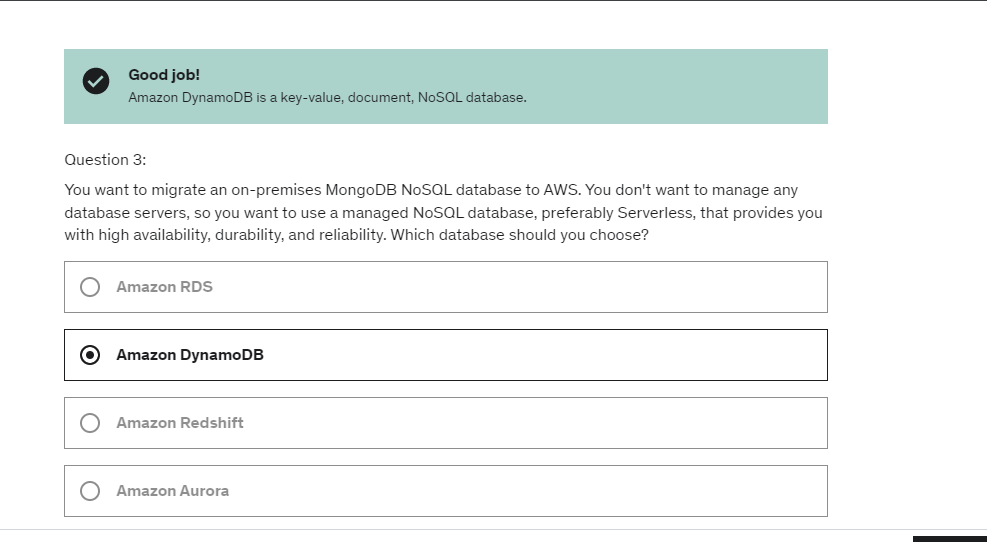 Good job!
Amazon DynamoDB is a key-value, document, NoSQL database.
Question 3:
You want to migrate an on-premises MongoDB NoSQL database to AWS. You don't want to manage any
database servers, so you want to use a managed NoSQL database, preferably Serverless, that provides you
with high availability, durability, and reliability. Which database should you choose?
Amazon RDS
Amazon DynamoDB
Amazon Redshift
Amazon Aurora